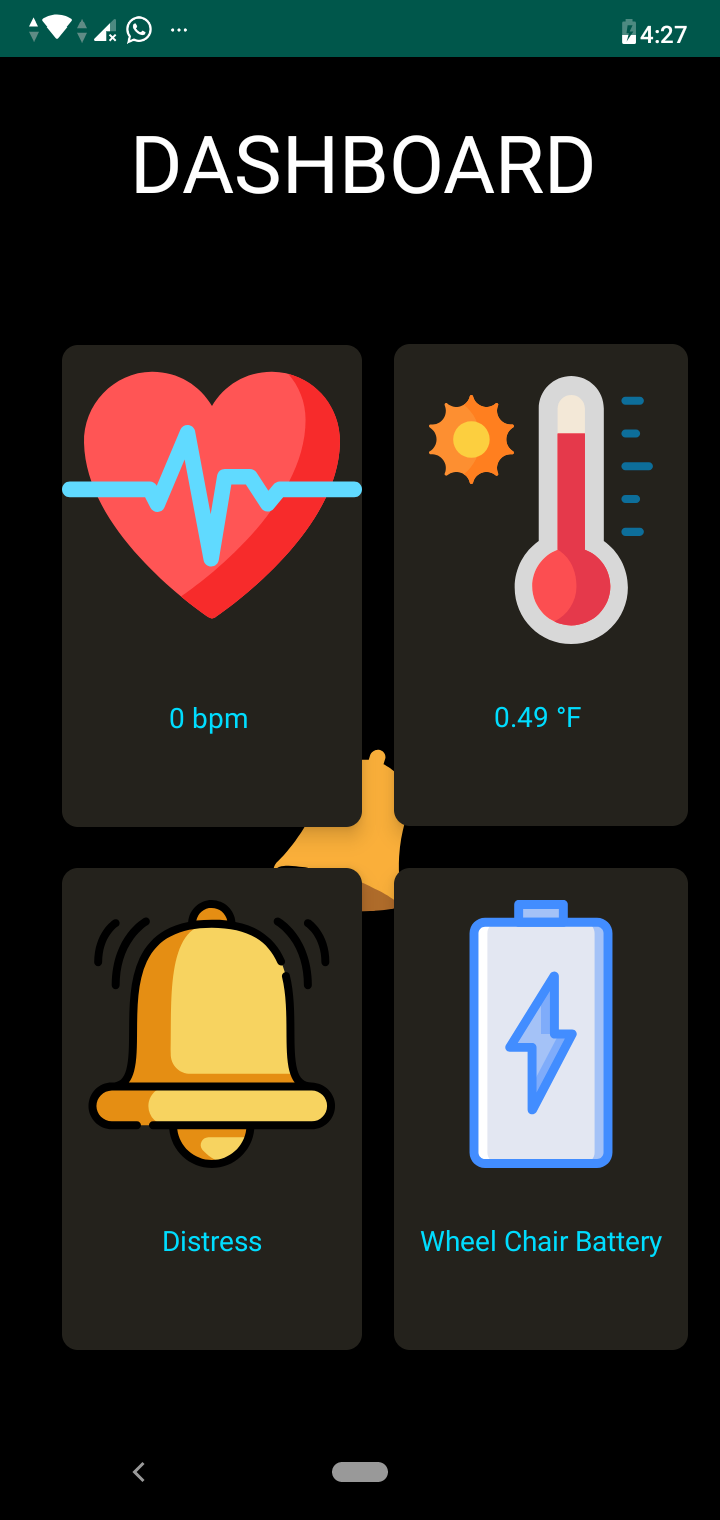 4:27
DASHBOARD
0 bpm
0.49 °F
Distress
Wheel Chair Battery